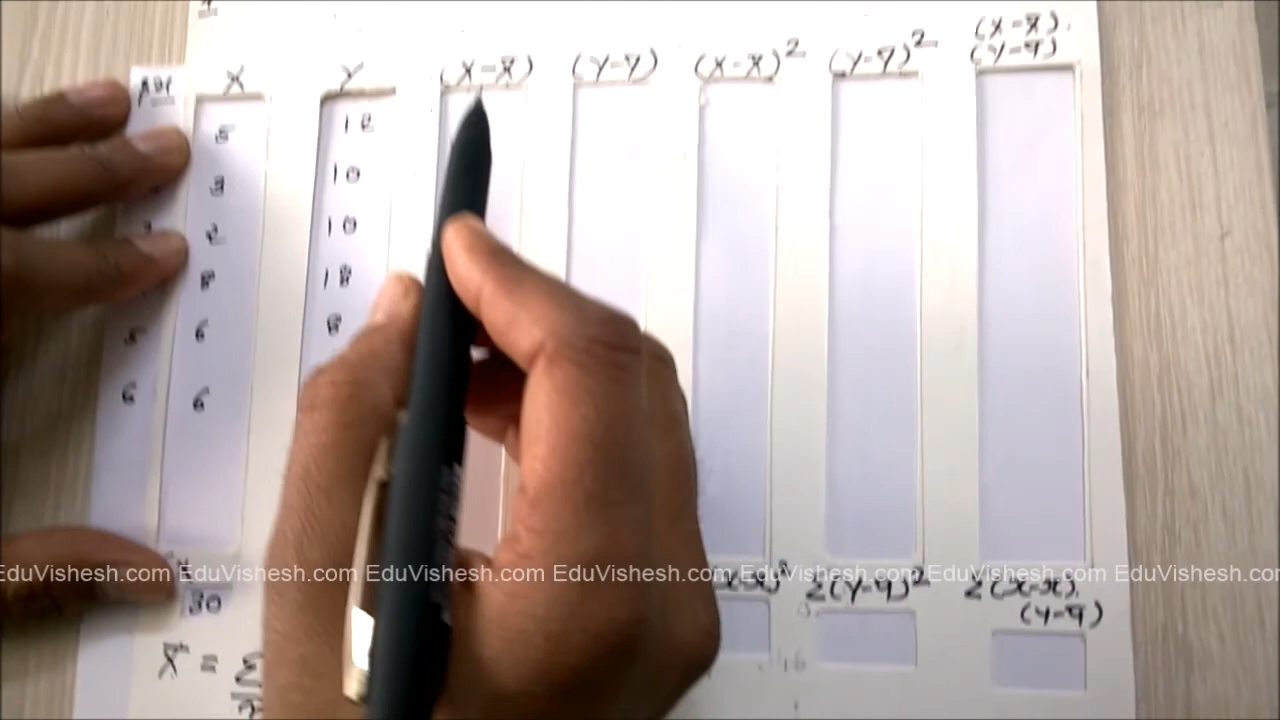 X Y (X-X̄) (Y-Ȳ) (X-X̄)² (Y-Ȳ)² (X-X̄).
(Y-Ȳ)
5 12
3 10
2 10
8 18
5 6 8
6 6
EduVishesh.com EduVishesh.com EduVishesh.com EduVishesh.com EduVishesh.com EduVishesh.com EduVishesh.com
Σ(Y-Ȳ)² Σ(X-X̄).
(Y-Ȳ)
30
X̄ = Σ